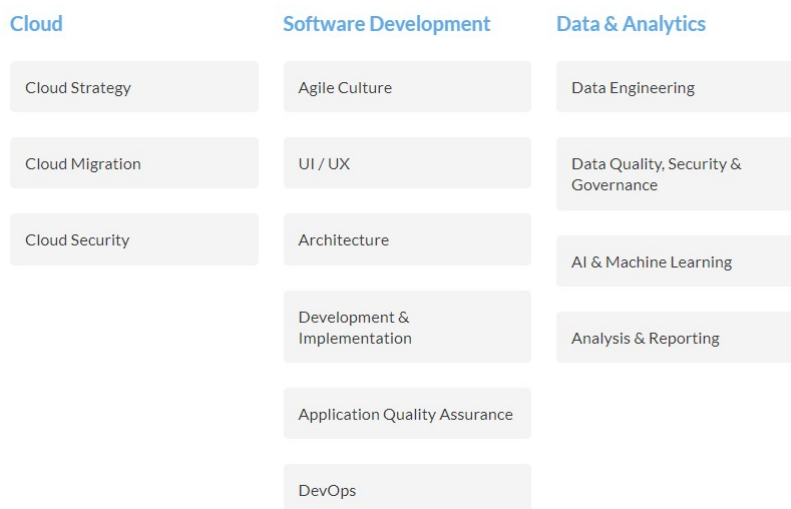 Cloud
Cloud Strategy
Cloud Migration
Cloud Security
Software Development
Agile Culture
UI / UX
Architecture
Development &
Implementation
Application Quality Assurance
DevOps
Data & Analytics
Data Engineering
Data Quality, Security &
Governance
AI & Machine Learning
Analysis & Reporting